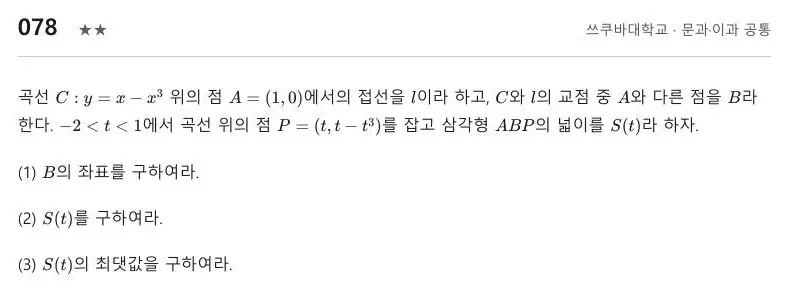 078 ★★ 쓰쿠바대학교 · 문과·이과 공통
곡선 C : y = x − x³ 위의 점 A = (1, 0)에서의 접선을 l이라 하고, C와 l의 교점 중 A와 다른 점을 B라
한다. −2 < t < 1에서 곡선 위의 점 P = (t, t − t³)를 잡고 삼각형 ABP의 넓이를 S(t)라 하자.
(1) B의 좌표를 구하여라.
(2) S(t)를 구하여라.
(3) S(t)의 최댓값을 구하여라.